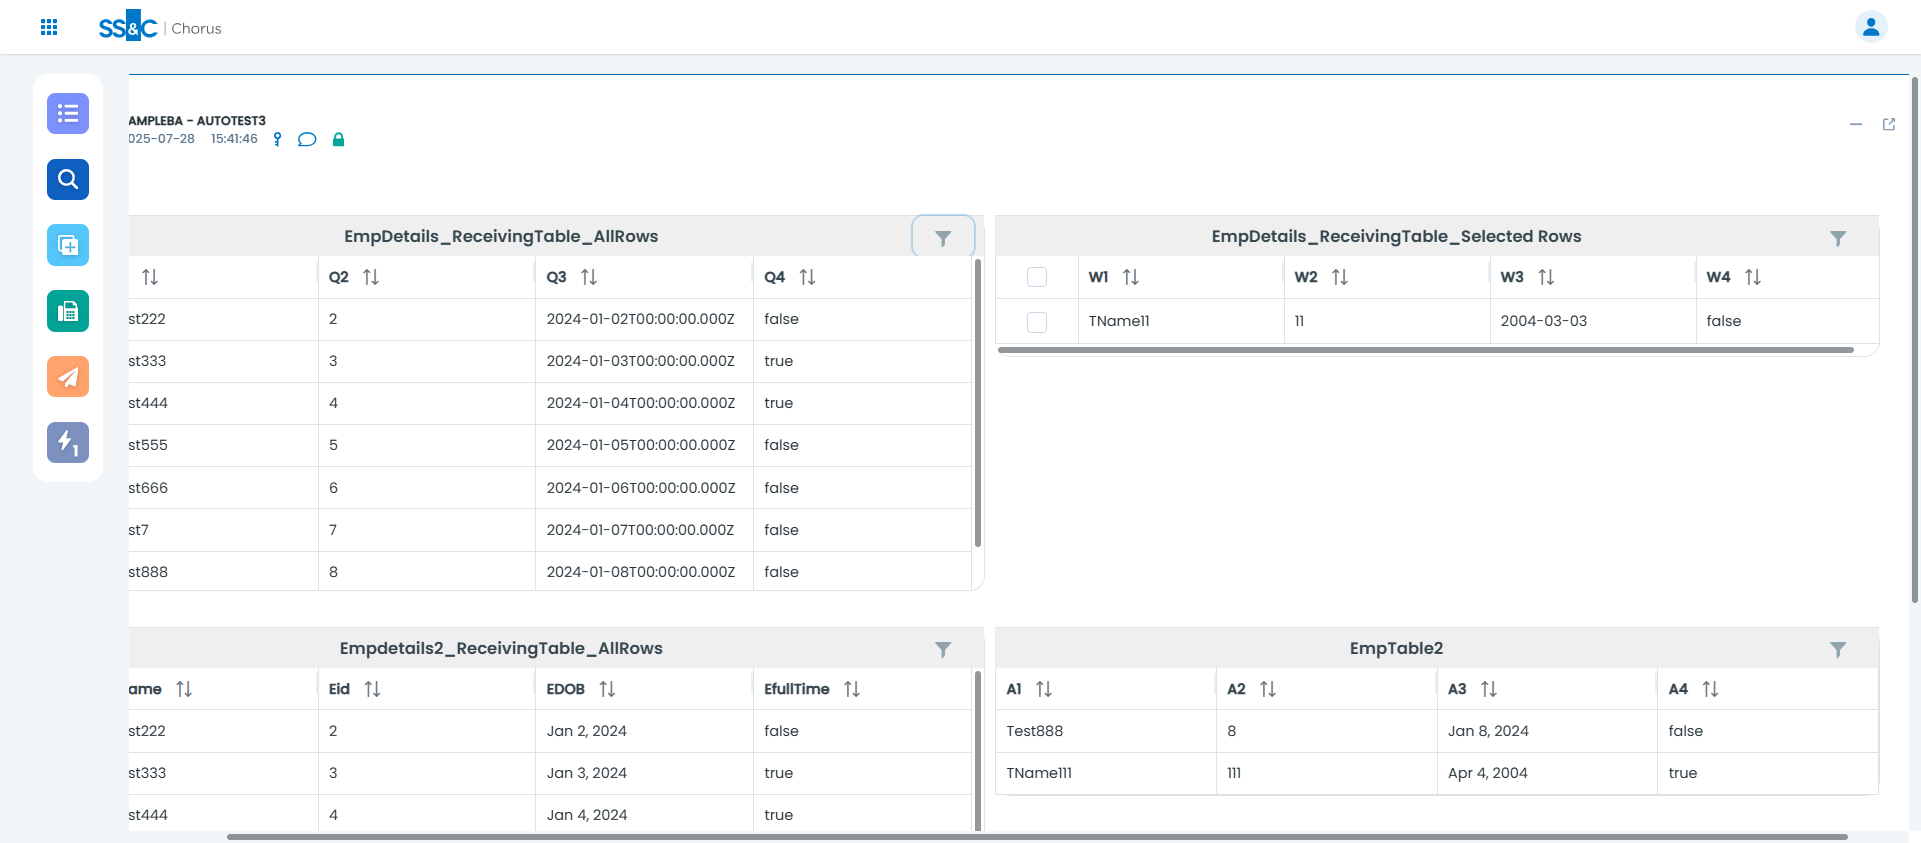 SS&C | Chorus
AMPLEBA - AUTOTEST3
025-07-28 15:41:46
EmpDetails_ReceivingTable_AllRows
Q2 Q3 Q4
st222 2 2024-01-02T00:00:00.000Z false
st333 3 2024-01-03T00:00:00.000Z true
st444 4 2024-01-04T00:00:00.000Z true
st555 5 2024-01-05T00:00:00.000Z false
st666 6 2024-01-06T00:00:00.000Z false
st7 7 2024-01-07T00:00:00.000Z false
st888 8 2024-01-08T00:00:00.000Z false
EmpDetails_ReceivingTable_Selected Rows
W1 W2 W3 W4
TName11 11 2004-03-03 false
Empdetails2_ReceivingTable_AllRows
ame Eid EDOB EfullTime
st222 2 Jan 2, 2024 false
st333 3 Jan 3, 2024 true
st444 4 Jan 4, 2024 true
EmpTable2
A1 A2 A3 A4
Test888 8 Jan 8, 2024 false
TName111 111 Apr 4, 2004 true
1